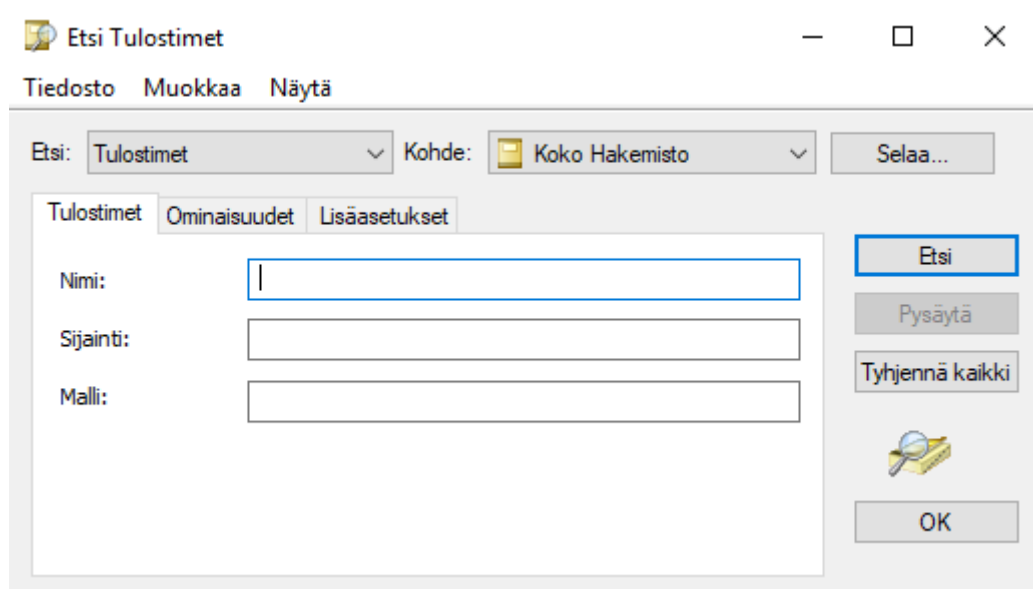 Etsi Tulostimet
Tiedosto Muokkaa Näytä
Etsi: Tulostimet Kohde: Koko Hakemisto Selaa...
Tulostimet Ominaisuudet Lisäasetukset
Etsi
Nimi:
Pysäytä
Sijainti:
Tyhjennä kaikki
Malli:
OK